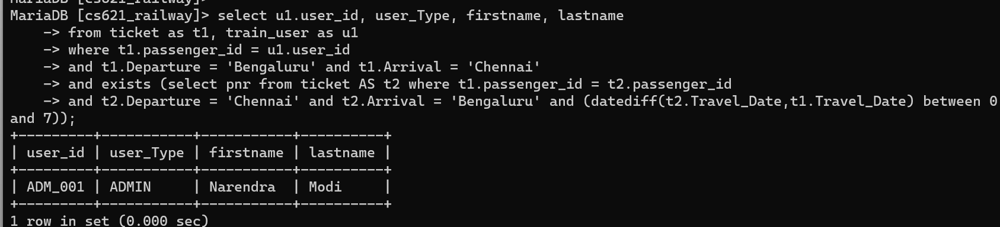 MariaDB [cs621_railway]>
MariaDB [cs621_railway]> select u1.user_id, user_Type, firstname, lastname
    -> from ticket as t1, train_user as u1
    -> where t1.passenger_id = u1.user_id
    -> and t1.Departure = 'Bengaluru' and t1.Arrival = 'Chennai'
    -> and exists (select pnr from ticket AS t2 where t1.passenger_id = t2.passenger_id
    -> and t2.Departure = 'Chennai' and t2.Arrival = 'Bengaluru' and (datediff(t2.Travel_Date,t1.Travel_Date) between 0
and 7));
+---------+-----------+-----------+----------+
| user_id | user_Type | firstname | lastname |
+---------+-----------+-----------+----------+
| ADM_001 | ADMIN     | Narendra  | Modi     |
+---------+-----------+-----------+----------+
1 row in set (0.000 sec)